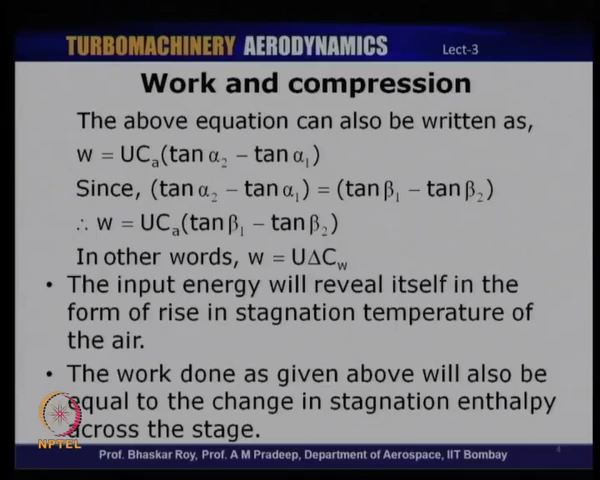 TURBOMACHINERY AERODYNAMICS
Lect-3
Work and compression
The above equation can also be written as,
w = UCₐ(tan α₂ − tan α₁)
Since, (tan α₂ − tan α₁) = (tan β₁ − tan β₂)
∴ w = UCₐ(tan β₁ − tan β₂)
In other words, w = UΔC_w
• The input energy will reveal itself in the
form of rise in stagnation temperature of
the air.
• The work done as given above will also be
equal to the change in stagnation enthalpy
across the stage.
NPTEL
Prof. Bhaskar Roy, Prof. A M Pradeep, Department of Aerospace, IIT Bombay
4